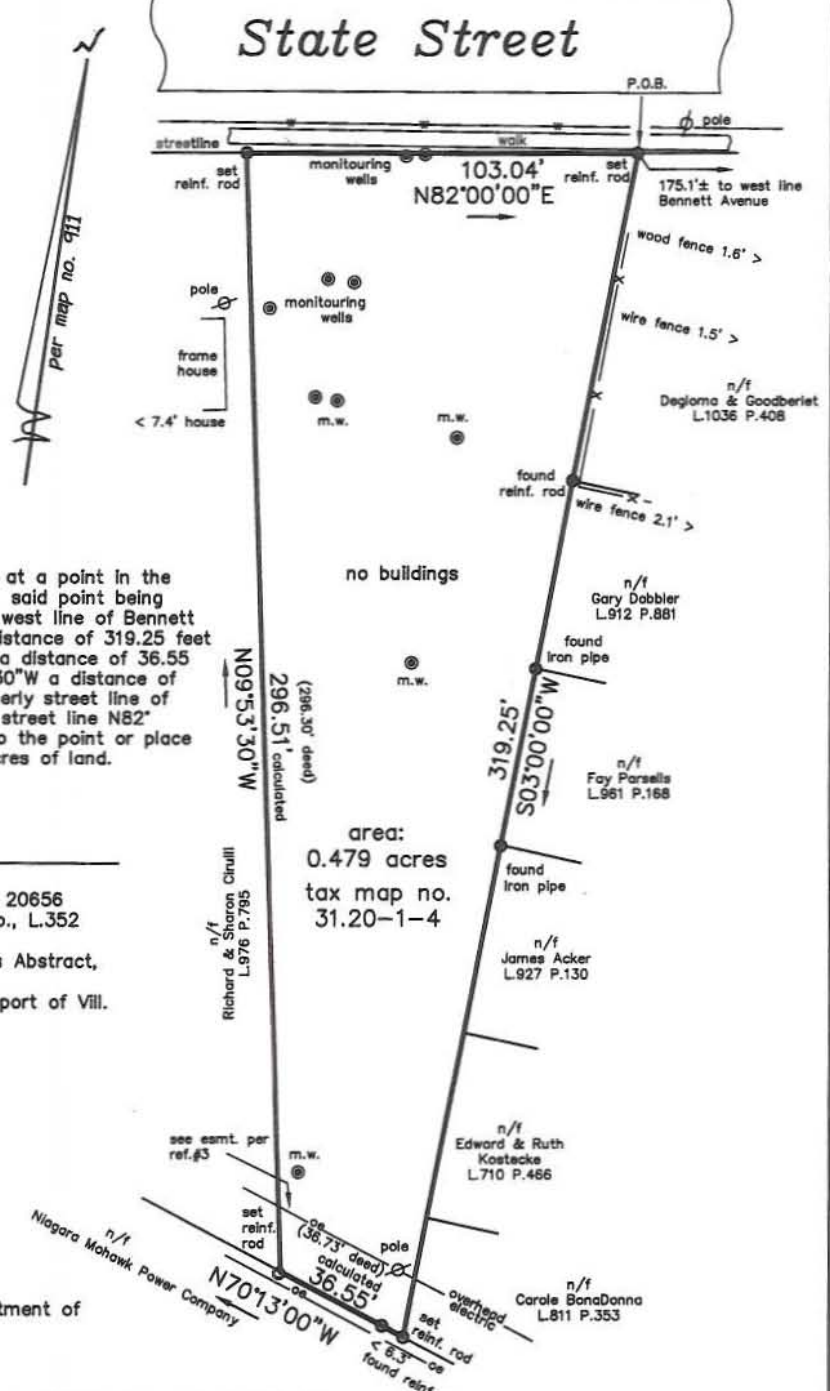 State Street
N
per map no. 911
P.O.B.
pole
streetline
walk
w
w
w
set
reinf. rod
monitouring
wells
103.04'
N82°00'00"E
set
reinf. rod
175.1'± to west line
Bennett Avenue
wood fence 1.6' >
x
wire fence 1.5' >
x
pole
monitouring
wells
frame
house
< 7.4' house
m.w.
m.w.
n/f
Degloma & Goodberlet
L.1036 P.408
found
reinf. rod
x
wire fence 2.1' >
at a point in the
said point being
west line of Bennett
istance of 319.25 feet
a distance of 36.55
30"W a distance of
erly street line of
street line N82°
o the point or place
cres of land.
no buildings
n/f
Gary Dobbler
L.912 P.881
found
iron pipe
m.w.
N09°53'30"W
296.51' calculated
(296.30' deed)
319.25'
S03°00'00"W
n/f
Fay Parsells
L.961 P.168
area:
0.479 acres
tax map no.
31.20-1-4
found
iron pipe
20656
o., L.352
s Abstract,
port of Vill.
n/f
Richard & Sharon Cirulli
L.976 P.795
n/f
James Acker
L.927 P.130
n/f
Edward & Ruth
Kostecke
L.710 P.466
see esmt. per
ref.#3
m.w.
set
reinf.
rod
oe
(36.73' deed)
calculated
36.55'
pole
overhead
electric
n/f
Niagara Mohawk Power Company
N70°13'00"W
oe
set
reinf. rod
< 6.3'
oe
found reinf.
n/f
Carole BonaDonna
L.811 P.353
tment of